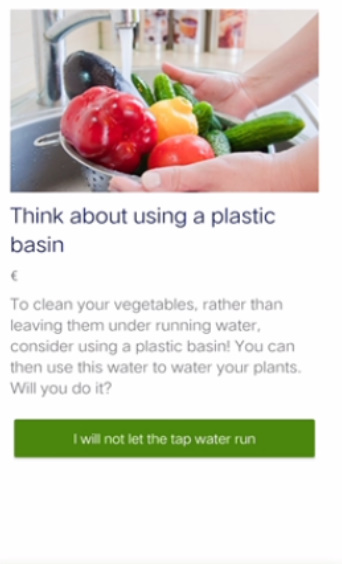 Think about using a plastic
basin
€
To clean your vegetables, rather than
leaving them under running water,
consider using a plastic basin! You can
then use this water to water your plants.
Will you do it?
I will not let the tap water run